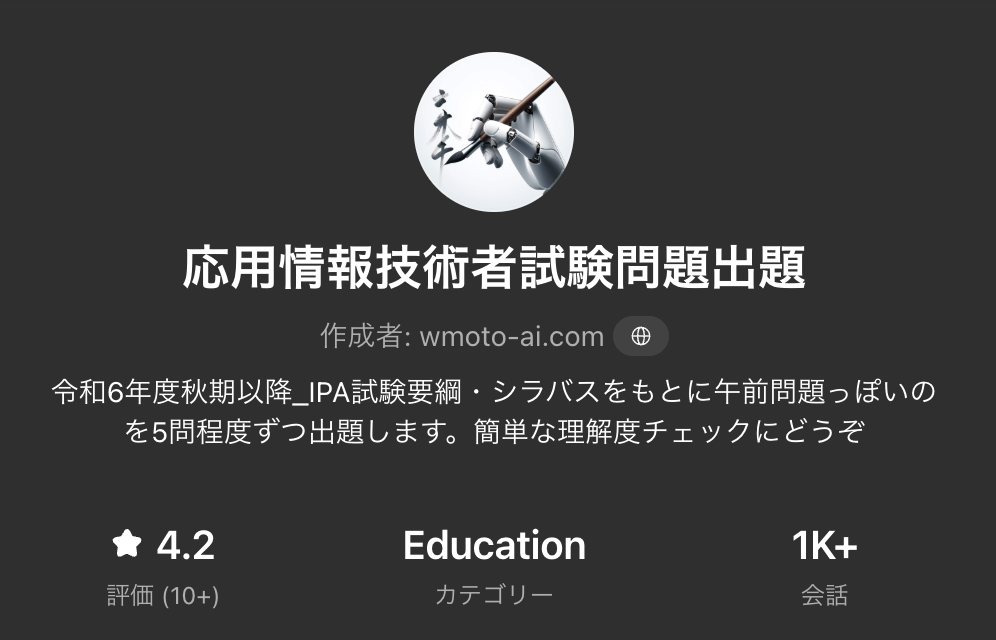 応用情報技術者試験問題出題
作成者: wmoto-ai.com
令和6年度秋期以降_IPA試験要綱・シラバスをもとに午前問題っぽいの
を5問程度ずつ出題します。簡単な理解度チェックにどうぞ
★ 4.2
Education
1K+
評価 (10+)
カテゴリー
会話